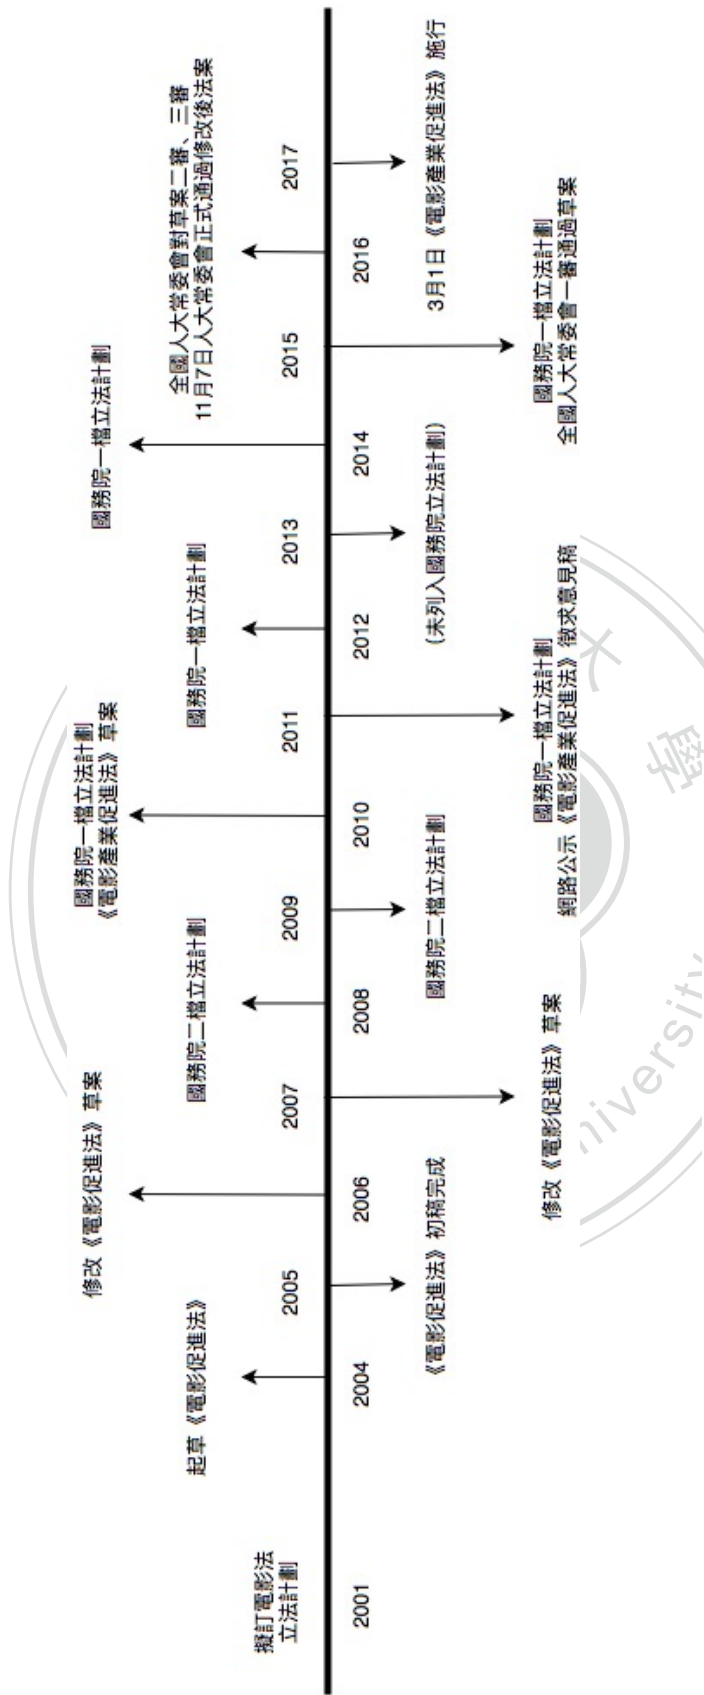 擬訂電影法
立法計劃
2001
起草《電影促進法》
2004
2005
《電影促進法》初稿完成
修改《電影促進法》草案
2006
2007
修改《電影促進法》草案
國務院二檔立法計劃
2008
2009
國務院二檔立法計劃
國務院一檔立法計劃
《電影產業促進法》草案
2010
2011
國務院一檔立法計劃
網路公示《電影產業促進法》徵求意見稿
國務院一檔立法計劃
2012
2013
(未列入國務院立法計劃)
國務院一檔立法計劃
2014
2015
國務院一檔立法計劃
全國人大常委會一審通過草案
全國人大常委會對草案二審、三審
11月7日人大常委會正式通過修改後法案
2016
2017
3月1日《電影產業促進法》施行
大學
niversity